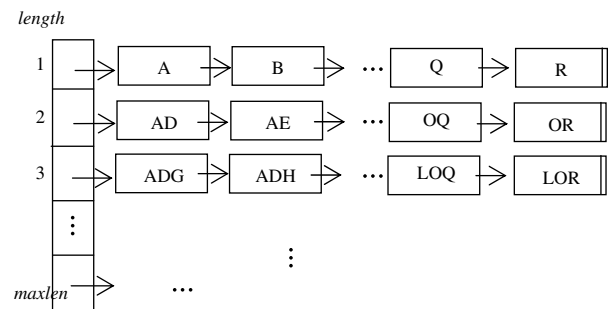 length
1 A B ... Q R
2 AD AE ... OQ OR
3 ADG ADH ... LOQ LOR
⋮
⋮
maxlen ...